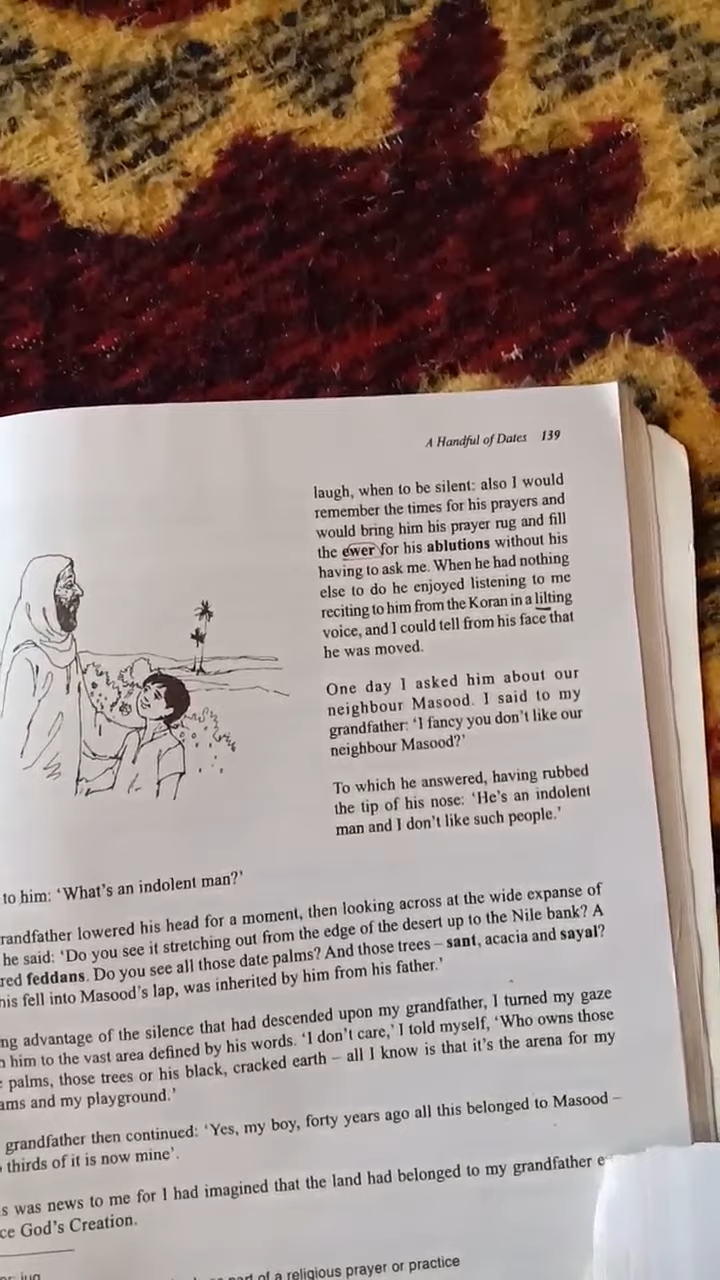 A Handful of Dates 139
laugh, when to be silent: also I would
remember the times for his prayers and
would bring him his prayer rug and fill
the ewer for his ablutions without his
having to ask me. When he had nothing
else to do he enjoyed listening to me
reciting to him from the Koran in a lilting
voice, and I could tell from his face that
he was moved.
One day I asked him about our
neighbour Masood. I said to my
grandfather: ‘I fancy you don’t like our
neighbour Masood?’
To which he answered, having rubbed
the tip of his nose: ‘He’s an indolent
man and I don’t like such people.’
to him: ‘What’s an indolent man?’
randfather lowered his head for a moment, then looking across at the wide expanse of
he said: ‘Do you see it stretching out from the edge of the desert up to the Nile bank? A
red feddans. Do you see all those date palms? And those trees – sant, acacia and sayal?
his fell into Masood’s lap, was inherited by him from his father.’
ng advantage of the silence that had descended upon my grandfather, I turned my gaze
him to the vast area defined by his words. ‘I don’t care,’ I told myself, ‘Who owns those
palms, those trees or his black, cracked earth – all I know is that it’s the arena for my
ams and my playground.’
grandfather then continued: ‘Yes, my boy, forty years ago all this belonged to Masood –
thirds of it is now mine’.
s was news to me for I had imagined that the land had belonged to my grandfather
ce God’s Creation.
jug
part of a religious prayer or practice